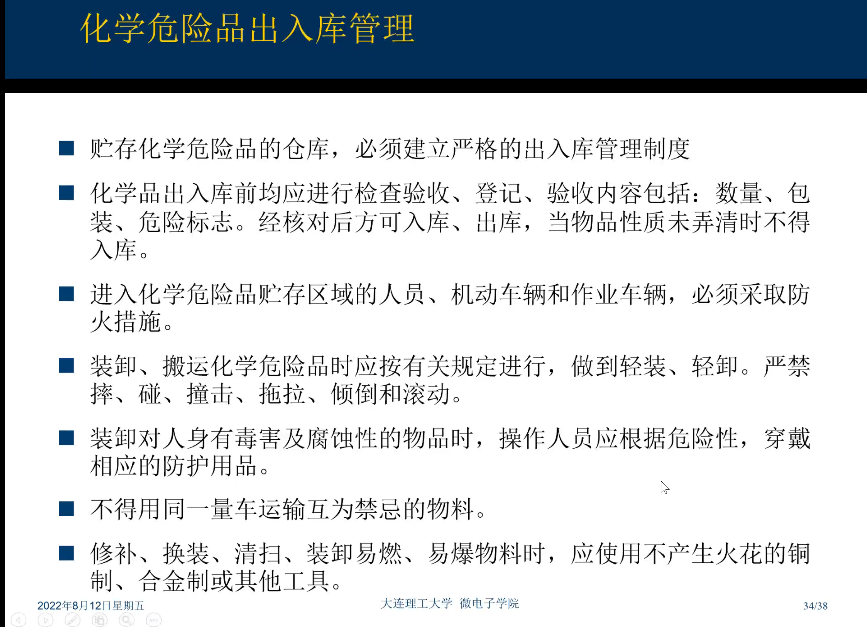 化学危险品出入库管理
贮存化学危险品的仓库，必须建立严格的出入库管理制度
化学品出入库前均应进行检查验收、登记、验收内容包括：数量、包
装、危险标志。经核对后方可入库、出库，当物品性质未弄清时不得
入库。
进入化学危险品贮存区域的人员、机动车辆和作业车辆，必须采取防
火措施。
装卸、搬运化学危险品时应按有关规定进行，做到轻装、轻卸。严禁
摔、碰、撞击、拖拉、倾倒和滚动。
装卸对人身有毒害及腐蚀性的物品时，操作人员应根据危险性，穿戴
相应的防护用品。
不得用同一量车运输互为禁忌的物料。
修补、换装、清扫、装卸易燃、易爆物料时，应使用不产生火花的铜
制、合金制或其他工具。
2022年8月12日星期五
大连理工大学 微电子学院
34/38